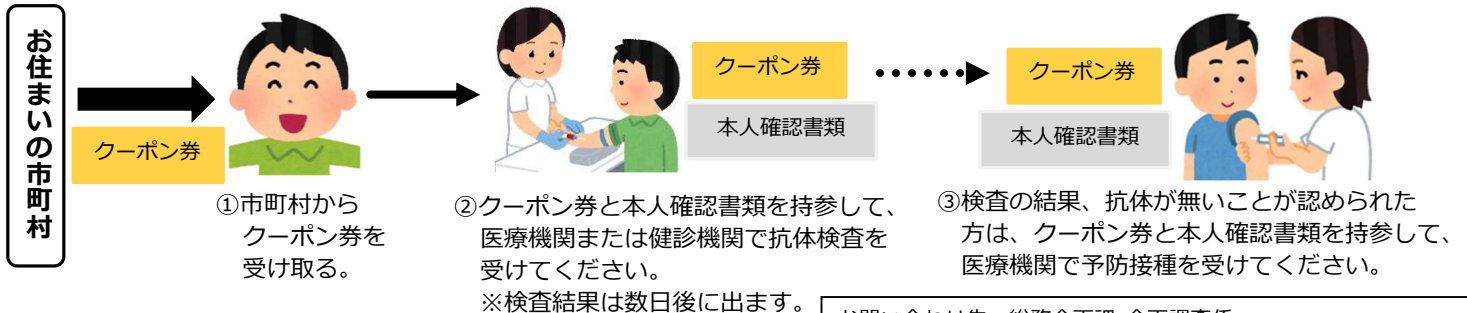 お住まいの市町村
クーポン券
①市町村から
クーポン券を
受け取る。
クーポン券
本人確認書類
②クーポン券と本人確認書類を持参して、
医療機関または健診機関で抗体検査を
受けてください。
※検査結果は数日後に出ます。
クーポン券
本人確認書類
③検査の結果、抗体が無いことが認められた
方は、クーポン券と本人確認書類を持参して、
医療機関で予防接種を受けてください。